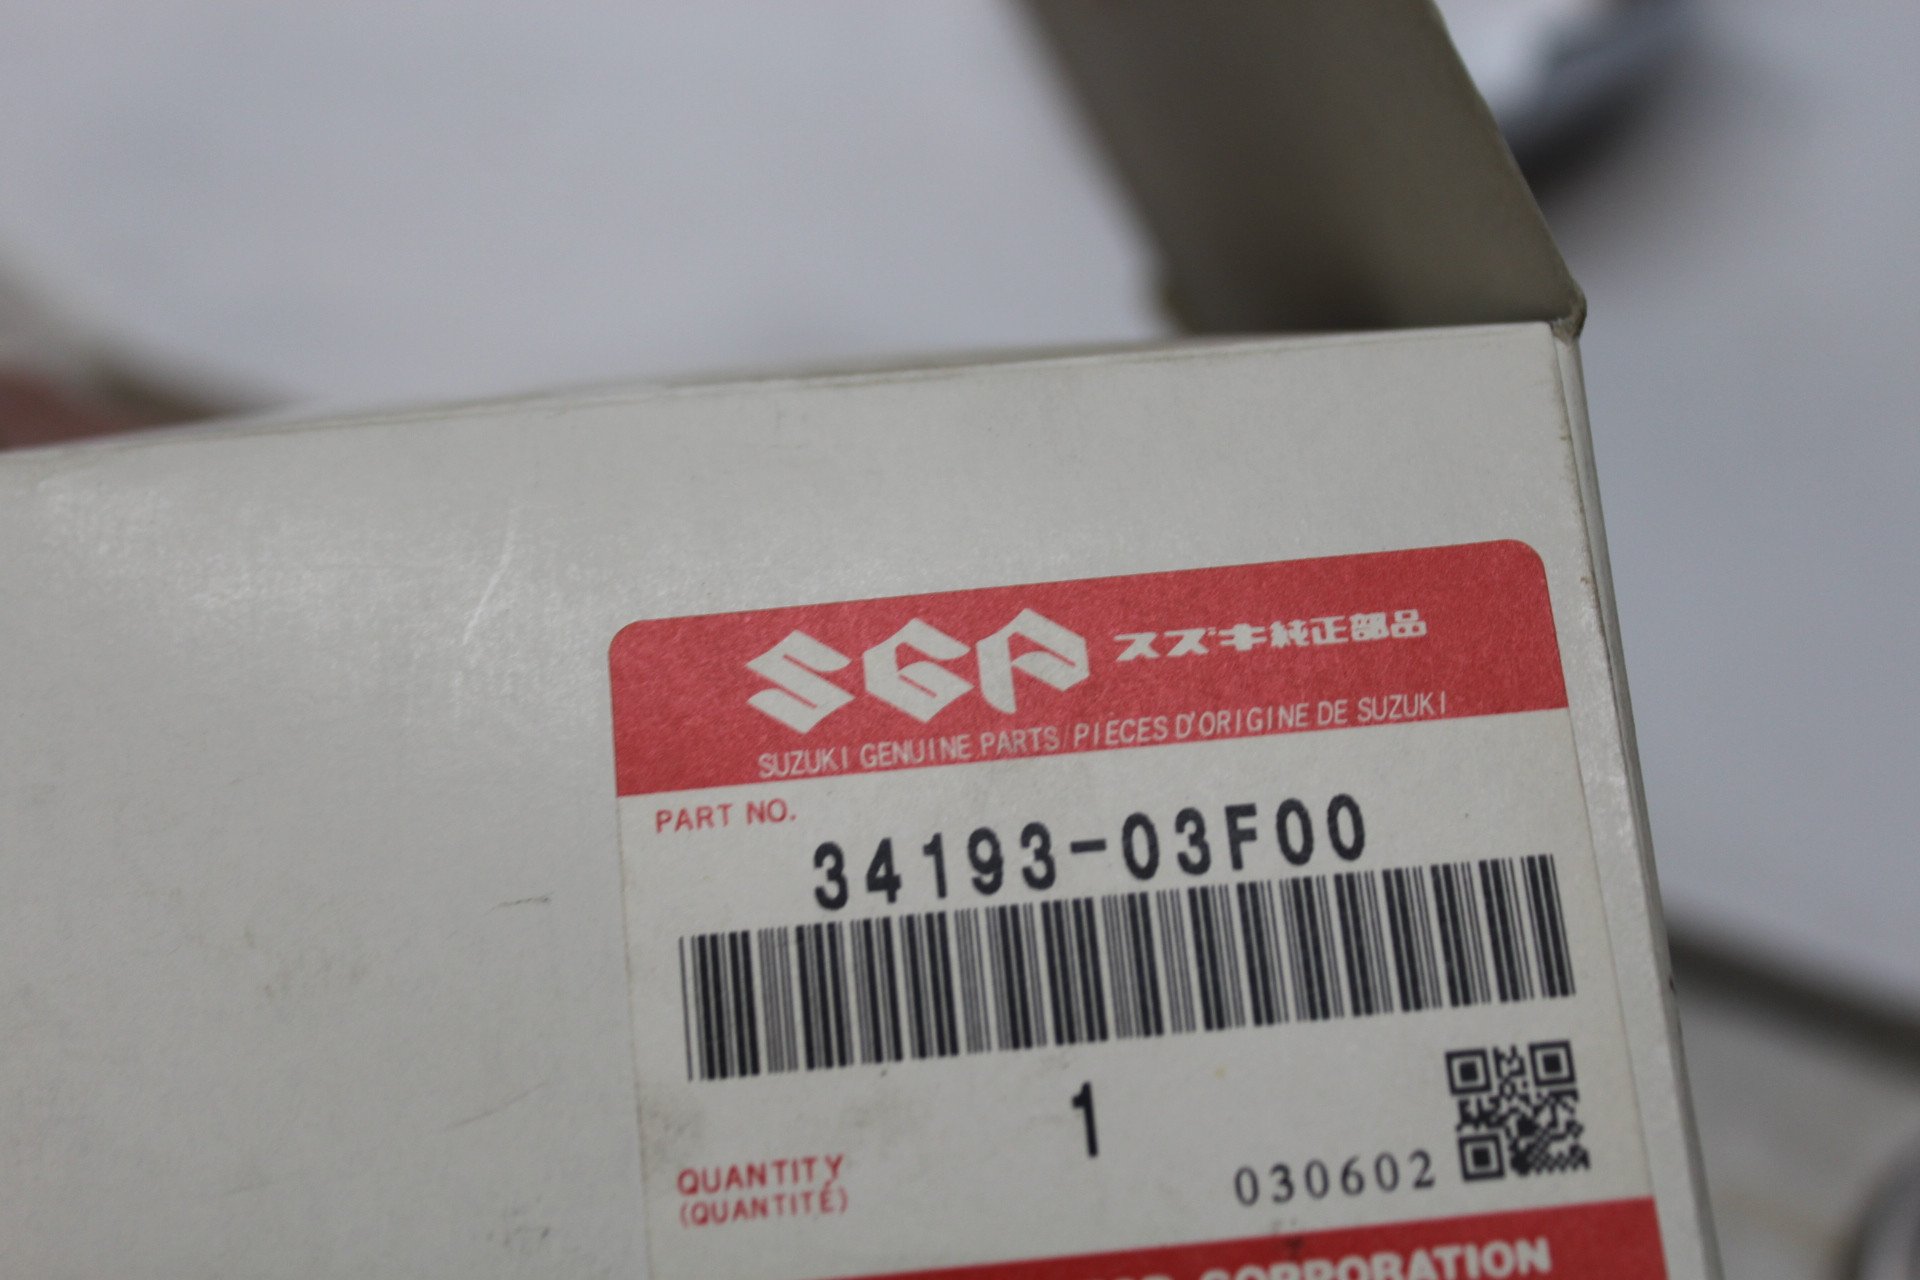 SGP スズキ純正部品
SUZUKI GENUINE PARTS/PIECES D'ORIGINE DE SUZUKI
PART NO.
34193-03F00
1
QUANTITY
(QUANTITÉ)
030602
CORPORATION